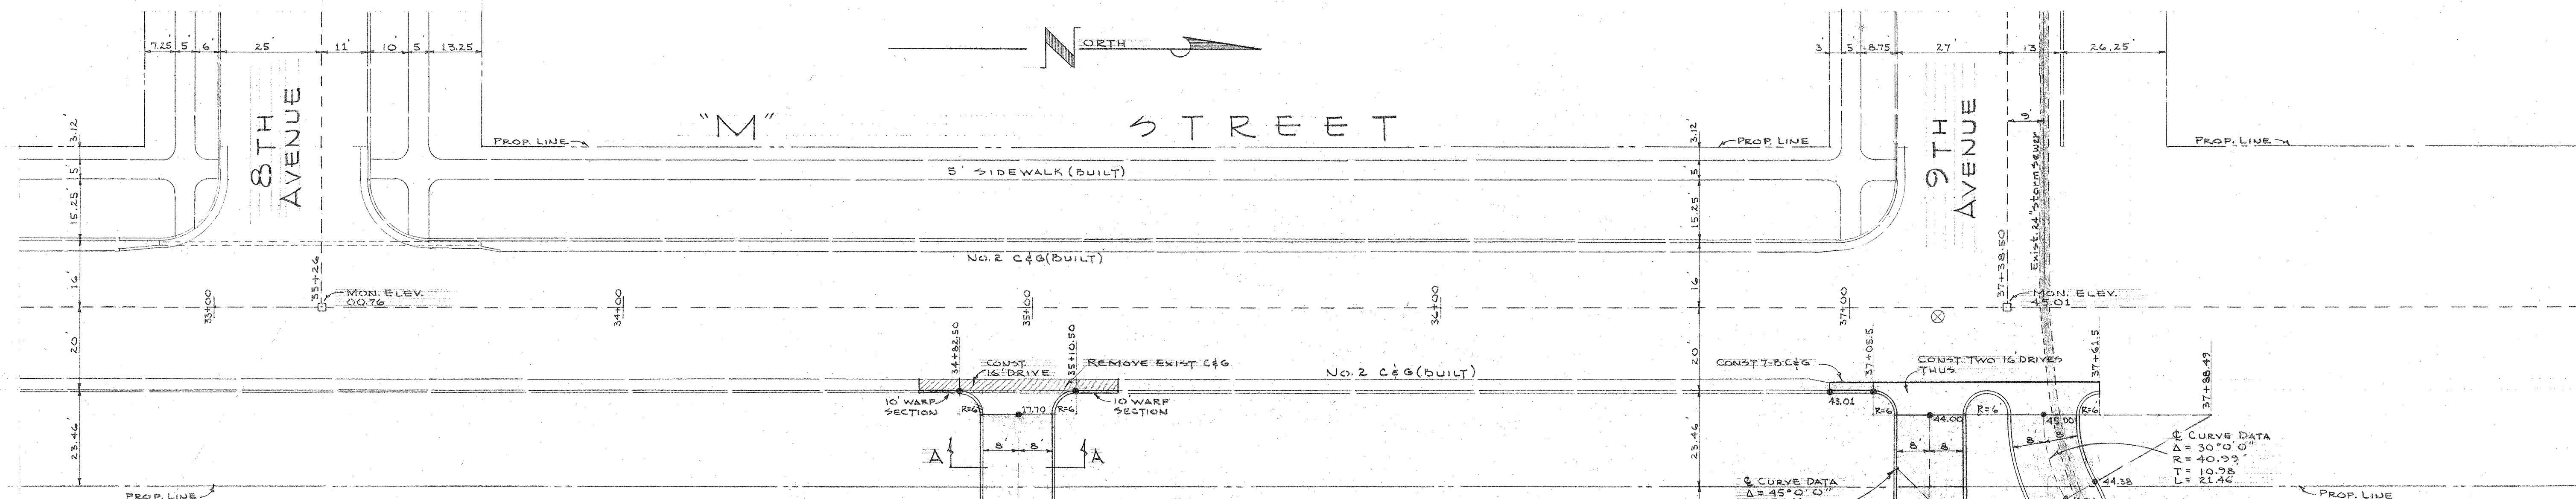 7.25' 5' 6' 25' 11' 10' 5' 13.25'
NORTH
3' 5' 8.75' 27' 13' 26.25'
8TH
AVENUE
"M" STREET
9TH
AVENUE
9'
3.12'
PROP. LINE
3.12'
PROP. LINE
PROP. LINE
5'
5' SIDEWALK (BUILT)
5'
15.25'
15.25'
Exist. 24" Storm sewer
NO. 2 C & G (BUILT)
16'
33+26
16'
37+38.50
MON. ELEV.
00.76
MON. ELEV.
45.01
33+00
34+00
35+00
36+00
37+00
20'
34+82.50
CONST.
16' DRIVE
35+10.50
REMOVE EXIST C & G
NO. 2 C & G (BUILT)
20'
CONST 7-B C & G
37+05.5
CONST. TWO 16' DRIVES
THUS
37+61.5
37+88.49
10' WARP
SECTION
R=6'
17.70
R=6'
10' WARP
SECTION
43.01
R=6'
44.00
R=6'
45.00
R=6'
23.46'
A
8' 8'
A
23.46'
8' 8'
8' 8'
℄ CURVE DATA
Δ = 30°0'0"
R = 40.99'
T = 10.98'
L = 21.46'
℄ CURVE DATA
Δ = 45°0'0"
44.38
PROP. LINE
PROP. LINE